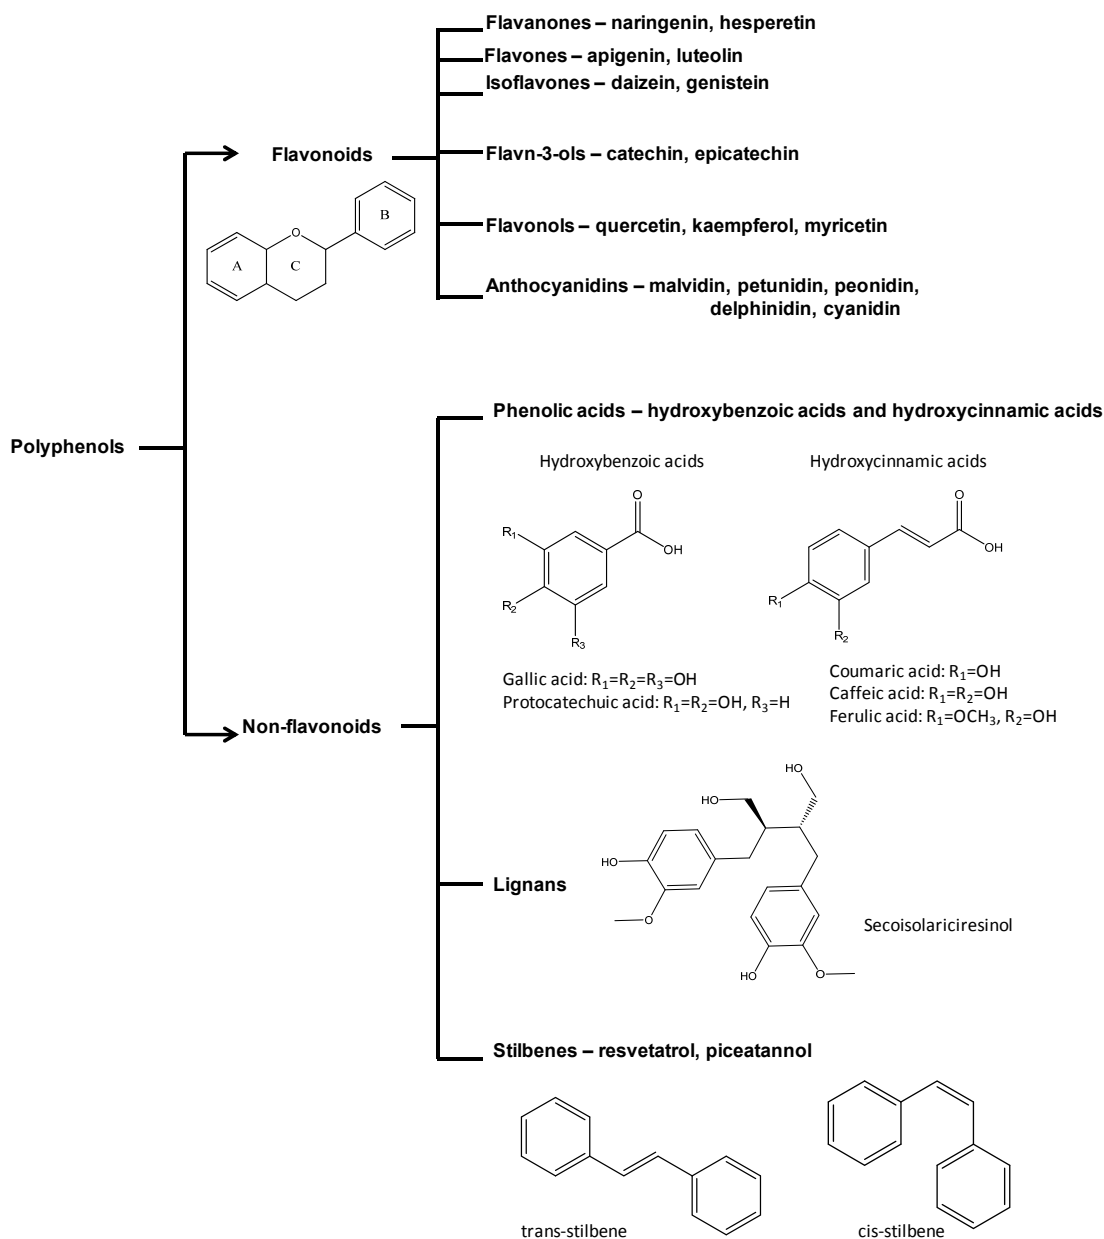 Flavanones – naringenin, hesperetin
Flavones – apigenin, luteolin
Isoflavones – daizein, genistein
Flavonoids
Flavn-3-ols – catechin, epicatechin
B
O
A
C
Flavonols – quercetin, kaempferol, myricetin
Anthocyanidins – malvidin, petunidin, peonidin,
delphinidin, cyanidin
Polyphenols
Phenolic acids – hydroxybenzoic acids and hydroxycinnamic acids
Hydroxybenzoic acids
O
R1
OH
R2
R3
Gallic acid: R1=R2=R3=OH
Protocatechuic acid: R1=R2=OH, R3=H
Hydroxycinnamic acids
O
OH
R1
R2
Coumaric acid: R1=OH
Caffeic acid: R1=R2=OH
Ferulic acid: R1=OCH3, R2=OH
Non-flavonoids
Lignans
HO
HO
HO
O
HO
O
Secoisolariciresinol
Stilbenes – resvetatrol, piceatannol
trans-stilbene
cis-stilbene